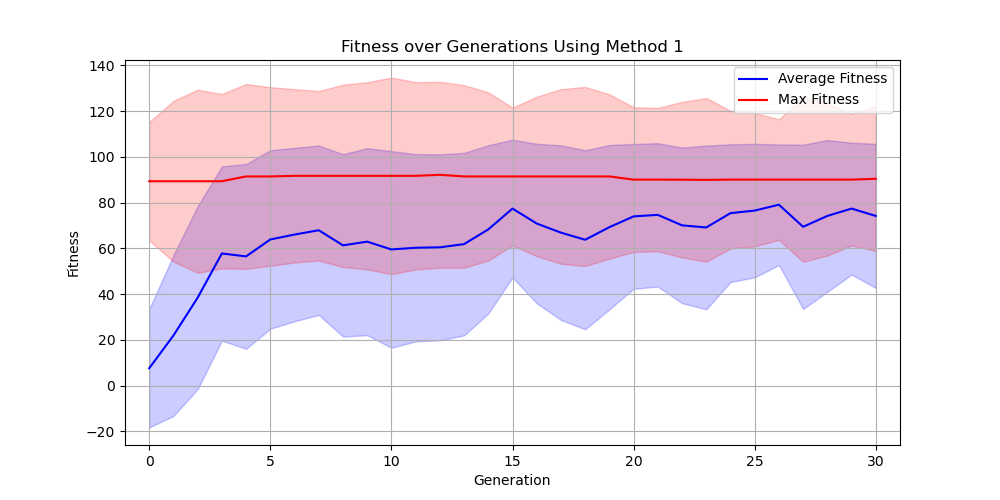 Fitness over Generations Using Method 1
140
120
100
80
60
40
20
0
−20
Fitness
Average Fitness
Max Fitness
0 5 10 15 20 25 30
Generation